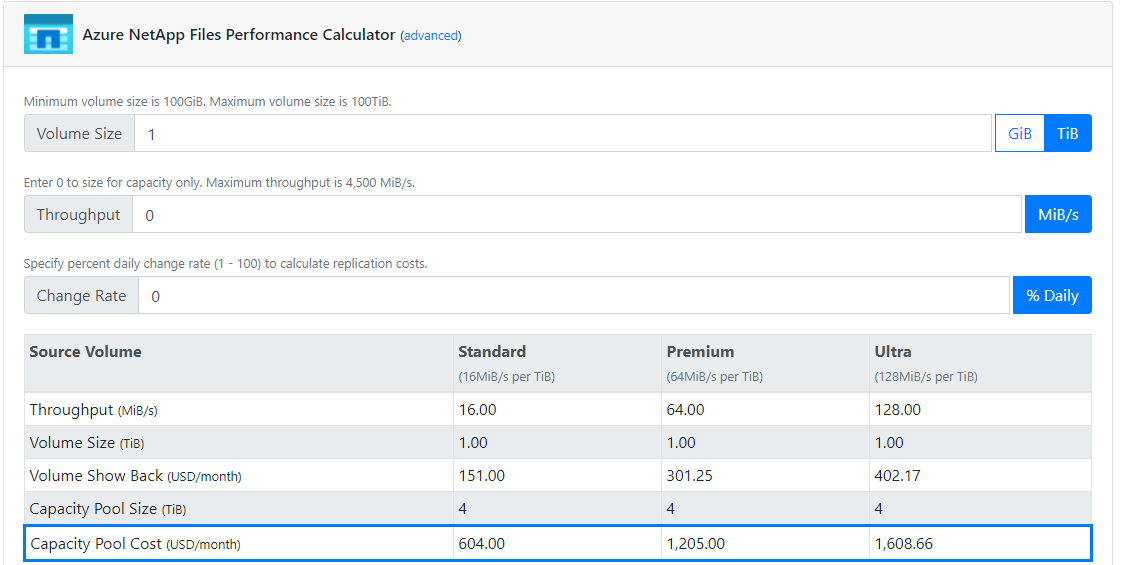 Azure NetApp Files Performance Calculator (advanced)
Minimum volume size is 100GiB. Maximum volume size is 100TiB.
Volume Size 1 GiB TiB
Enter 0 to size for capacity only. Maximum throughput is 4,500 MiB/s.
Throughput 0 MiB/s
Specify percent daily change rate (1 - 100) to calculate replication costs.
Change Rate 0 % Daily
Source Volume Standard Premium Ultra
(16MiB/s per TiB) (64MiB/s per TiB) (128MiB/s per TiB)
Throughput (MiB/s) 16.00 64.00 128.00
Volume Size (TiB) 1.00 1.00 1.00
Volume Show Back (USD/month) 151.00 301.25 402.17
Capacity Pool Size (TiB) 4 4 4
Capacity Pool Cost (USD/month) 604.00 1,205.00 1,608.66